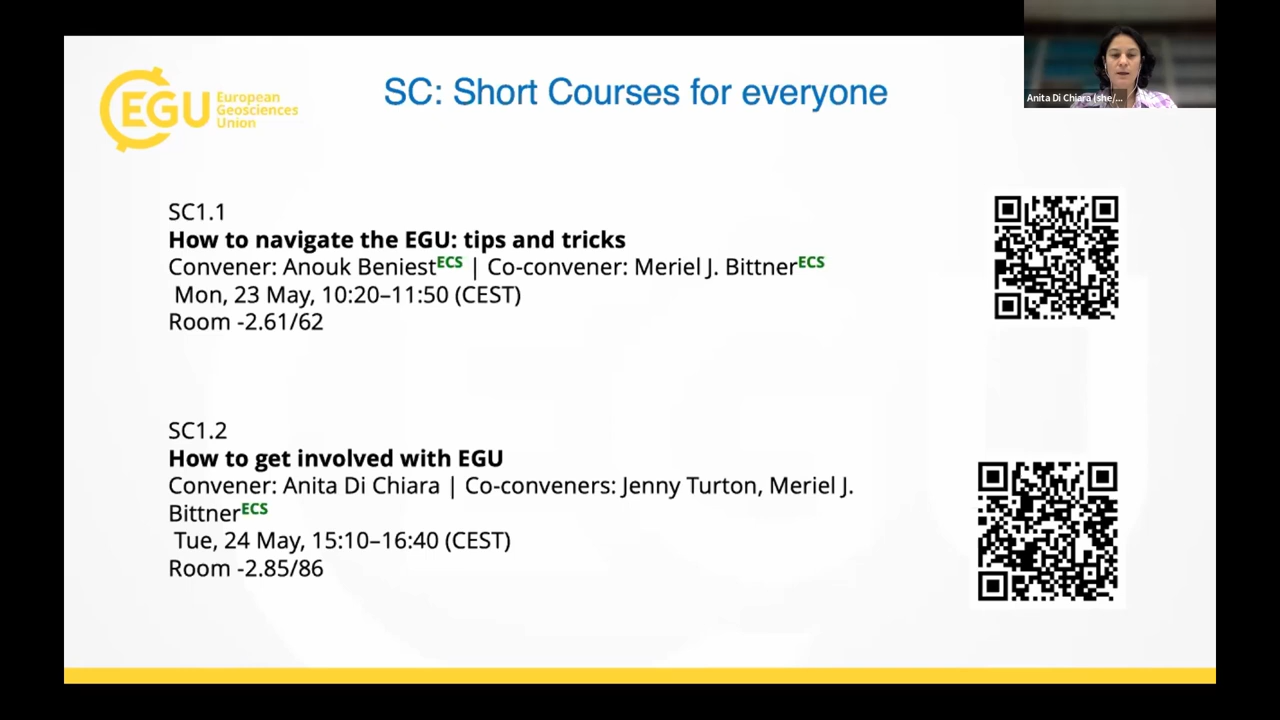 SC: Short Courses for everyone
EGU
European
Geosciences
Union
Anita Di Chiara (she/...
SC1.1
How to navigate the EGU: tips and tricks
Convener: Anouk BeniestECS | Co-convener: Meriel J. BittnerECS
Mon, 23 May, 10:20–11:50 (CEST)
Room -2.61/62
SC1.2
How to get involved with EGU
Convener: Anita Di Chiara | Co-conveners: Jenny Turton, Meriel J.
BittnerECS
Tue, 24 May, 15:10–16:40 (CEST)
Room -2.85/86